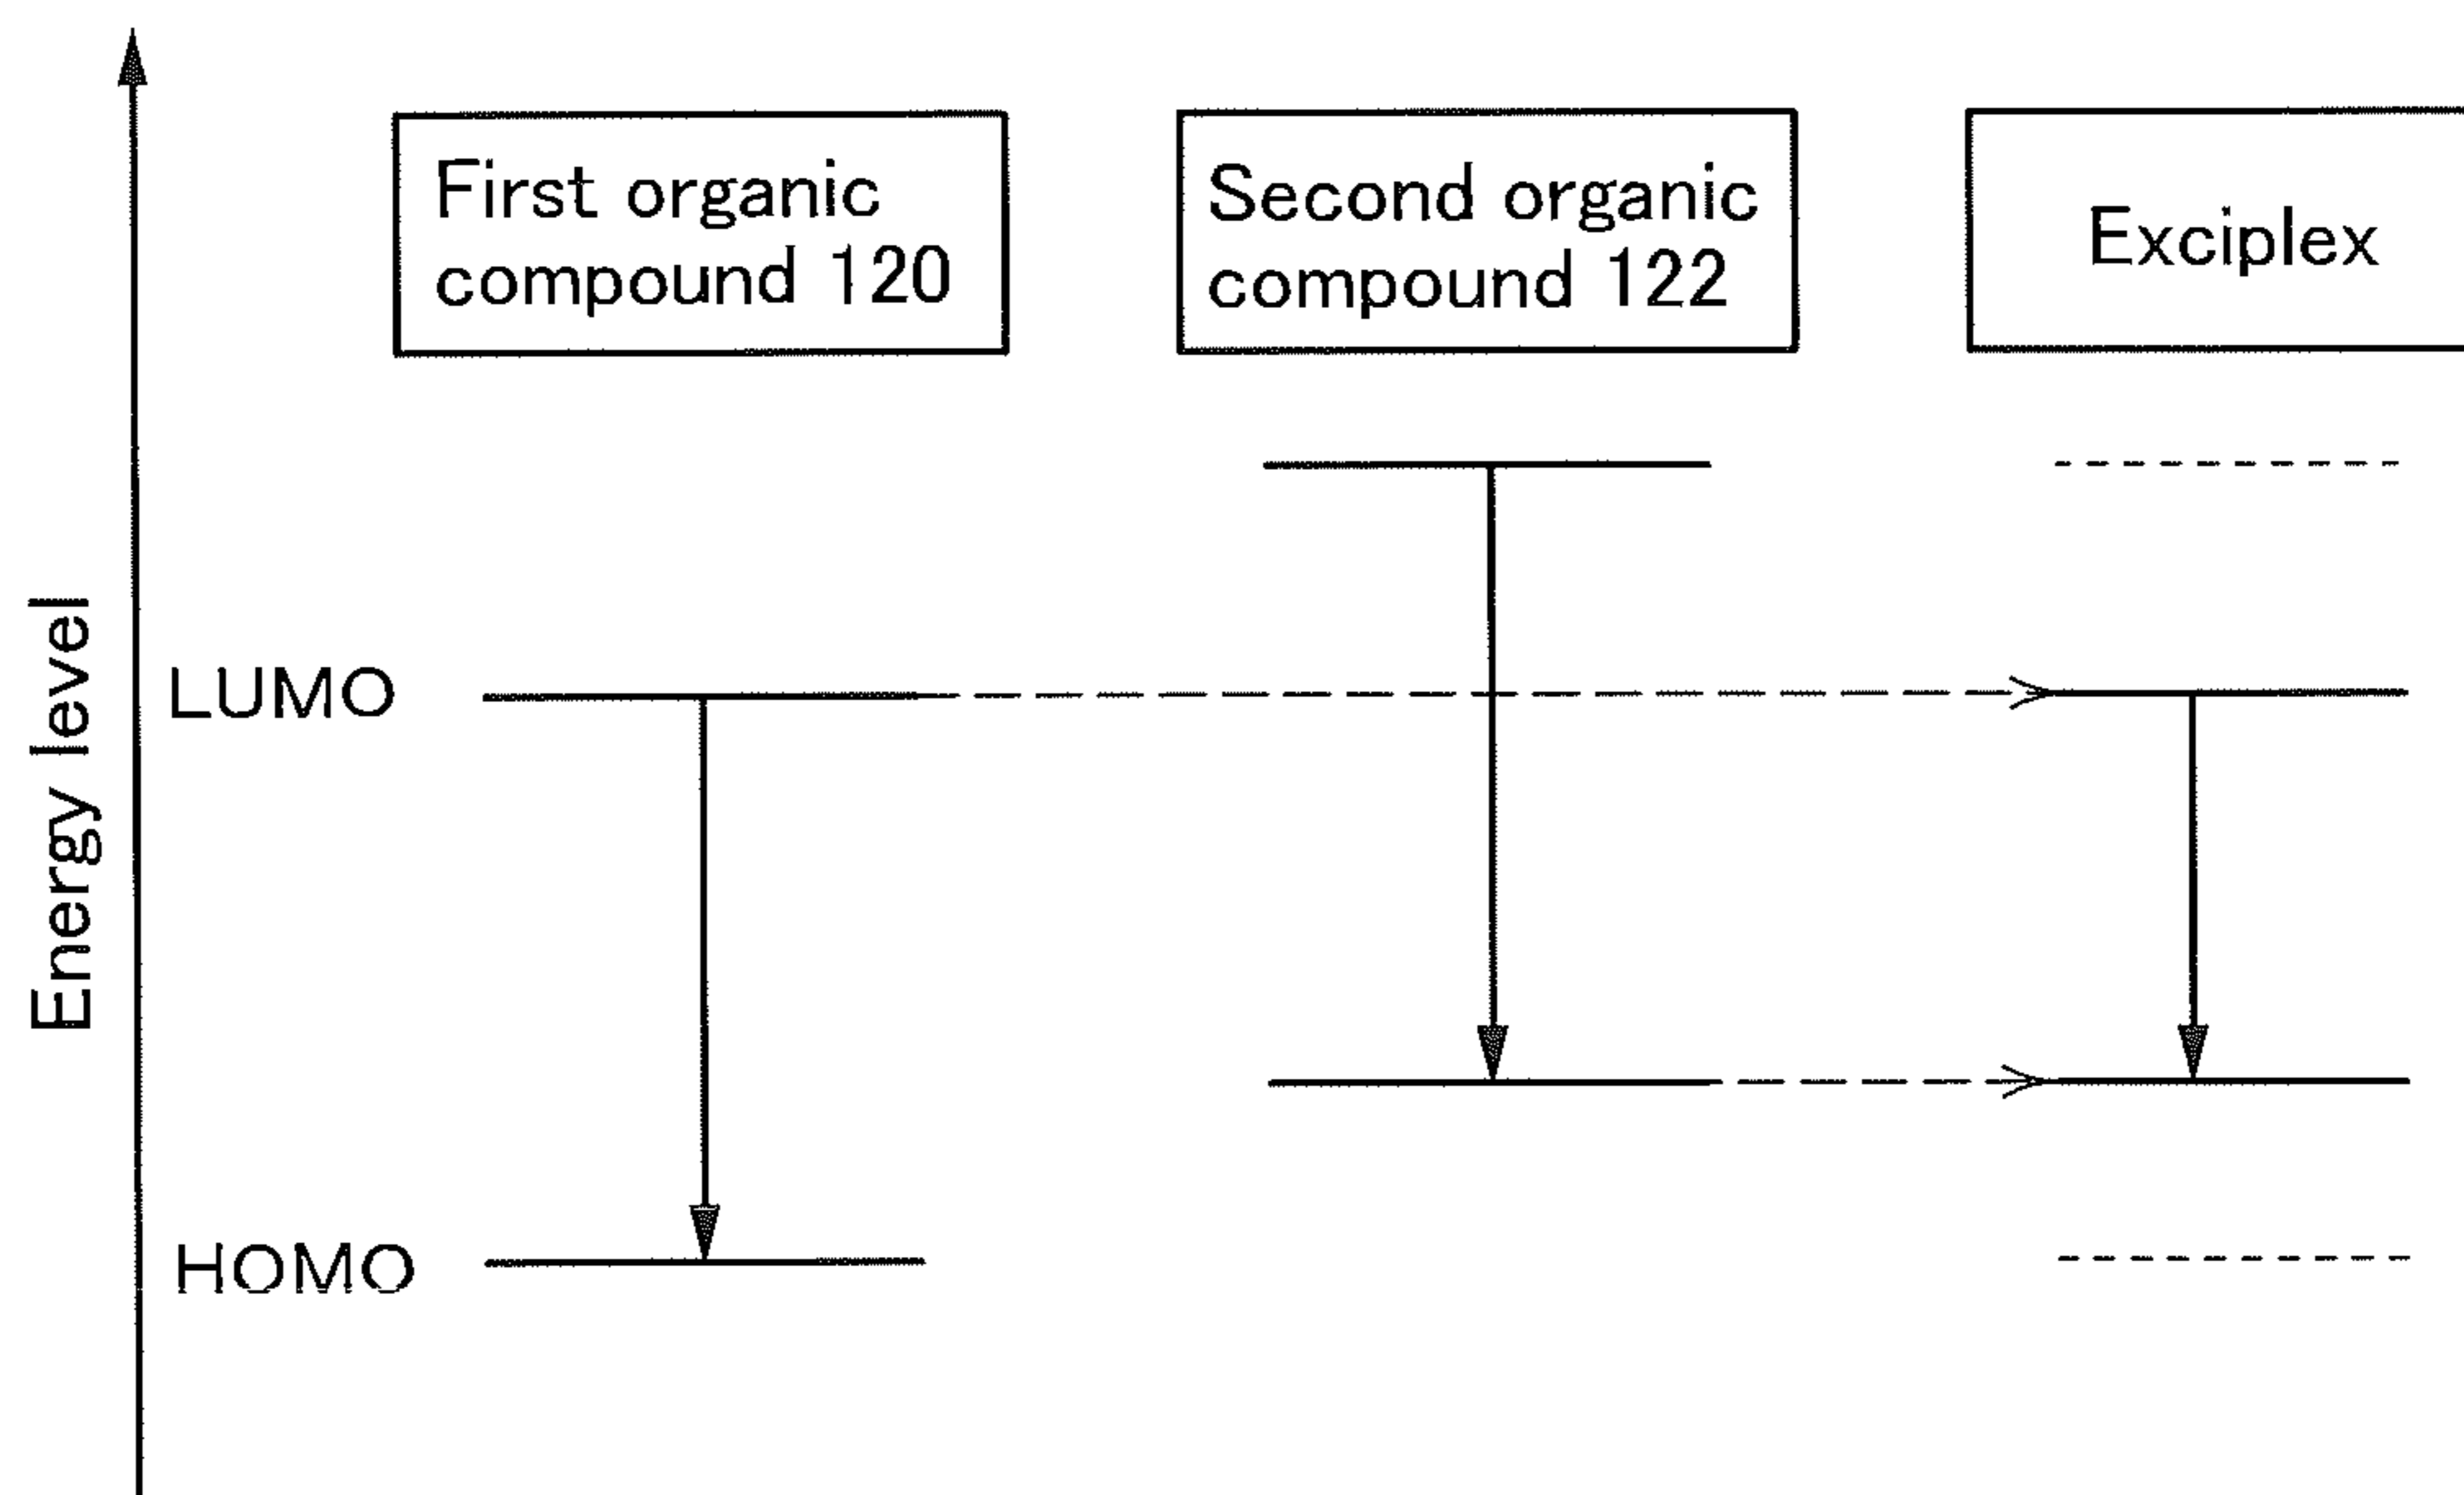 First organic
compound 120
Second organic
compound 122
Exciplex
Energy level
LUMO
HOMO